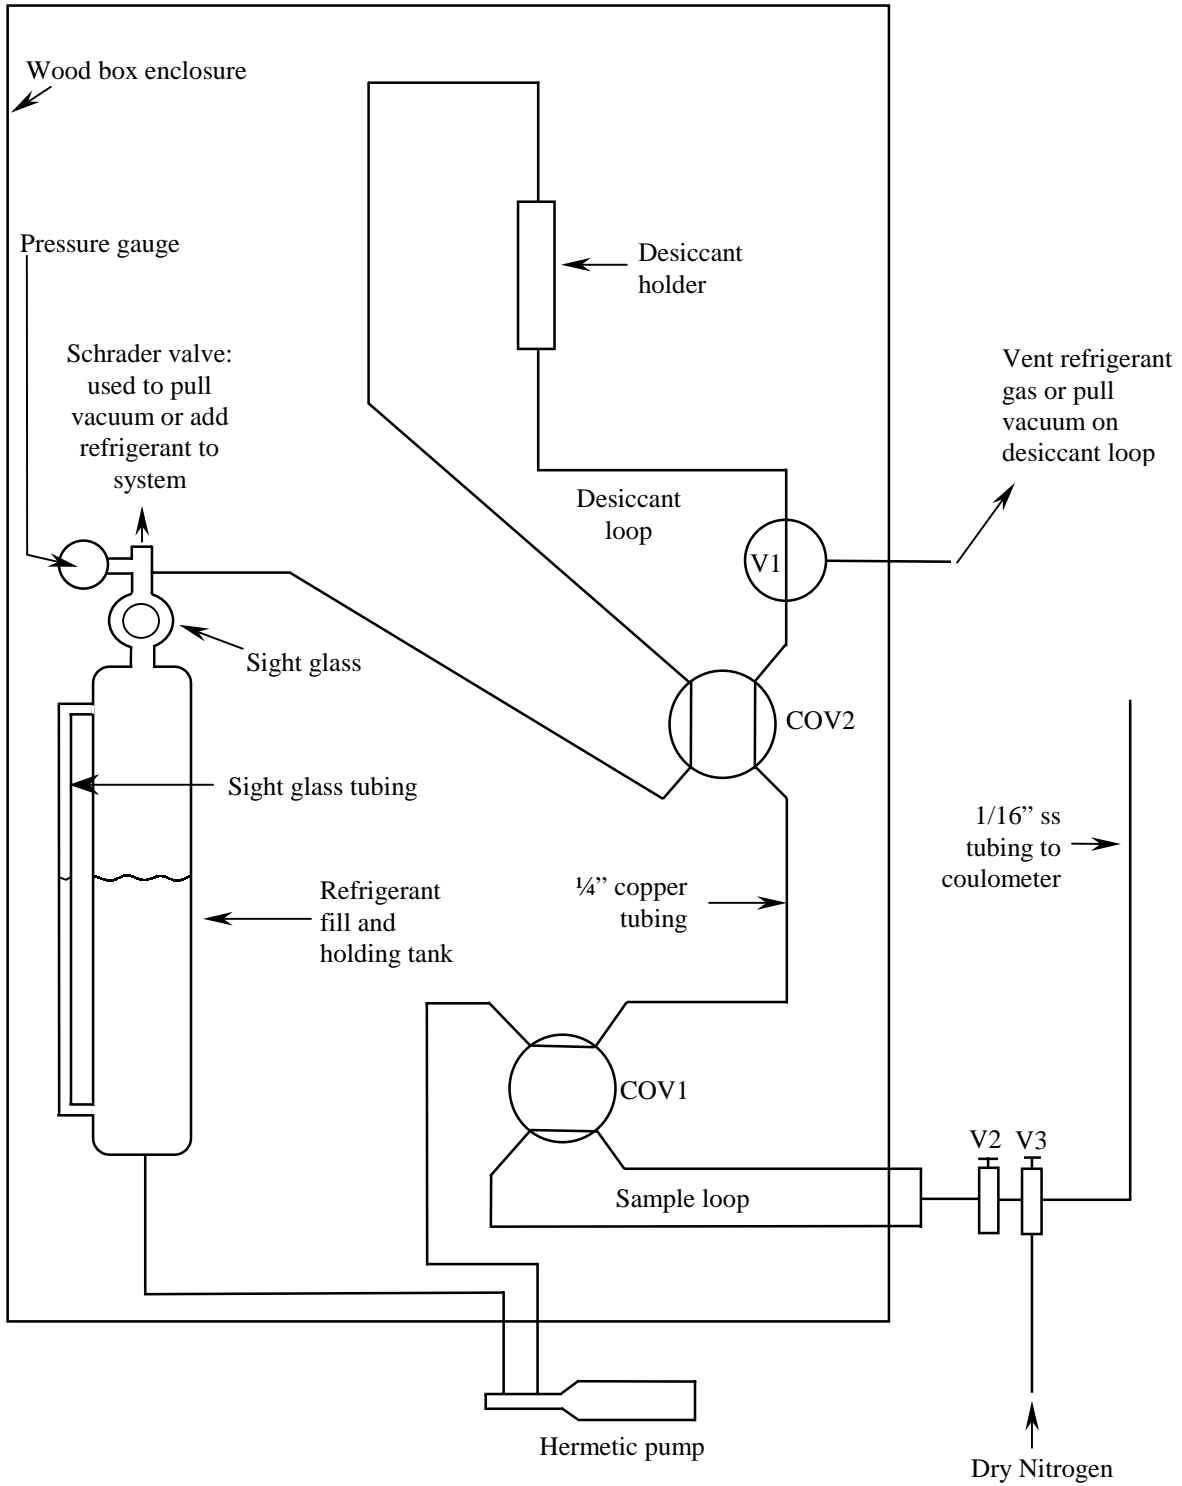 Wood box enclosure
Pressure gauge
Desiccant
holder
Schrader valve:
used to pull
vacuum or add
refrigerant to
system
Vent refrigerant
gas or pull
vacuum on
desiccant loop
Desiccant
loop
V1
Sight glass
COV2
Sight glass tubing
1/16” ss
tubing to
coulometer
¼” copper
tubing
Refrigerant
fill and
holding tank
COV1
V2
V3
Sample loop
Hermetic pump
Dry Nitrogen